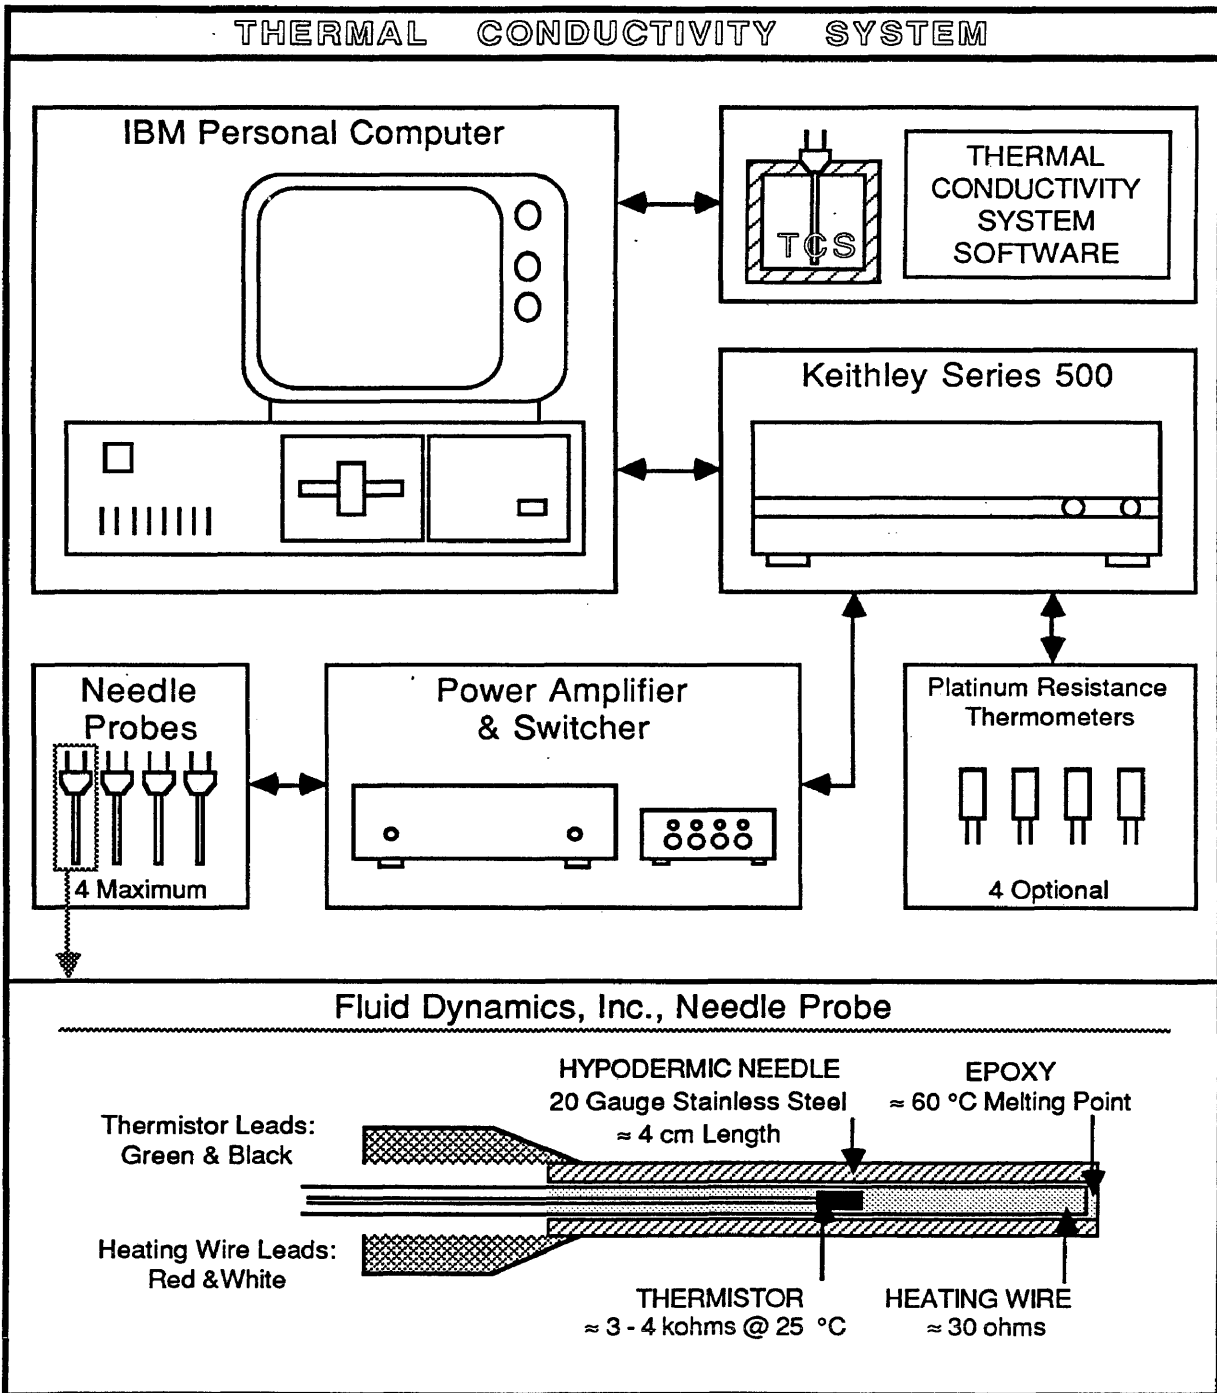 THERMAL CONDUCTIVITY SYSTEM
IBM Personal Computer
TCS
THERMAL
CONDUCTIVITY
SYSTEM
SOFTWARE
Keithley Series 500
Needle
Probes
4 Maximum
Power Amplifier
& Switcher
Platinum Resistance
Thermometers
4 Optional
Fluid Dynamics, Inc., Needle Probe
HYPODERMIC NEEDLE
20 Gauge Stainless Steel
≈ 4 cm Length
EPOXY
≈ 60 °C Melting Point
Thermistor Leads:
Green & Black
Heating Wire Leads:
Red &White
THERMISTOR
≈ 3 - 4 kohms @ 25 °C
HEATING WIRE
≈ 30 ohms